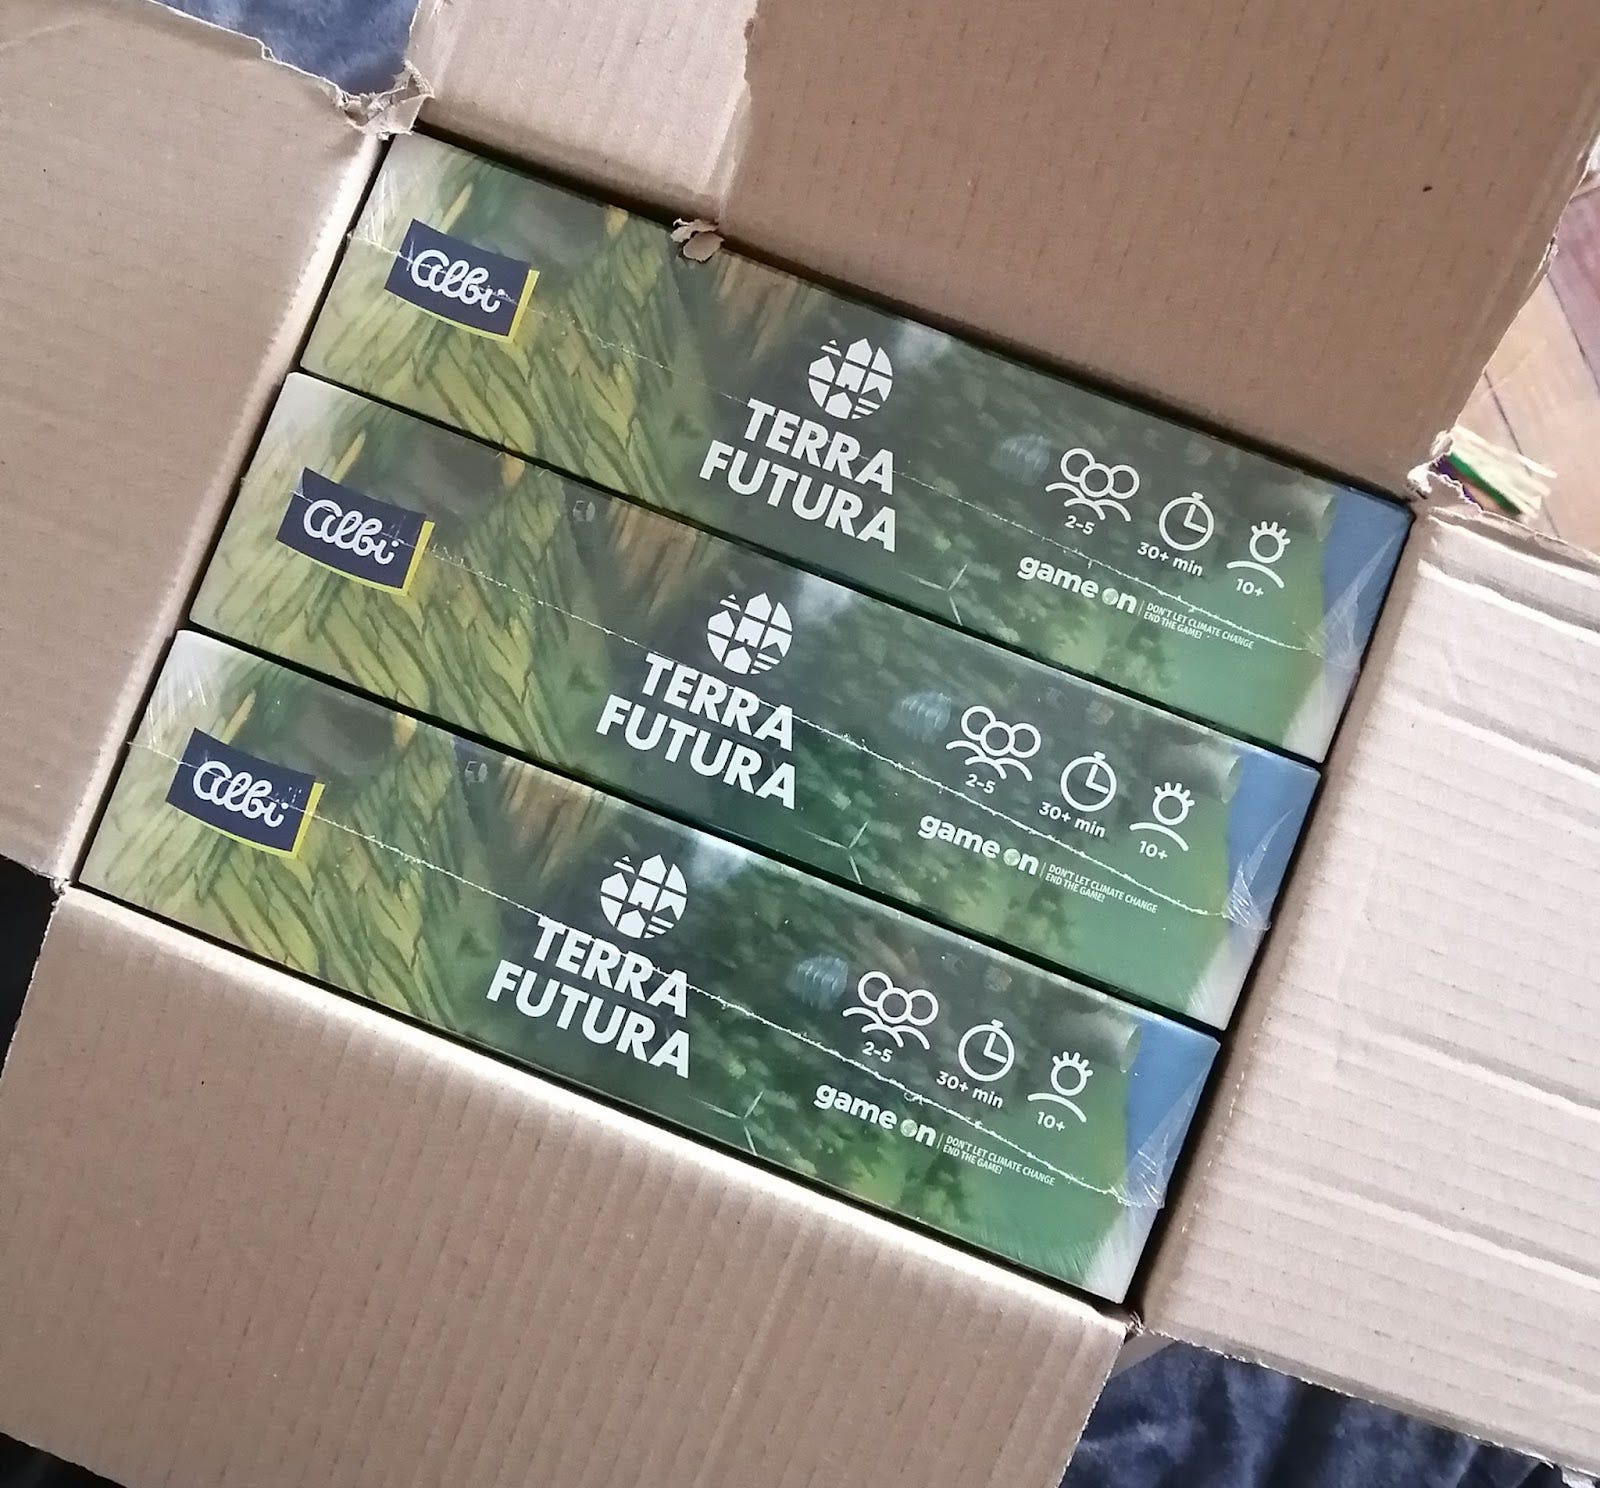 albi
TERRA
FUTURA
2-5
30+ min
10+
game on
DON'T LET CLIMATE CHANGE
END THE GAME!
albi
TERRA
FUTURA
2-5
30+ min
10+
game on
DON'T LET CLIMATE CHANGE
END THE GAME!
albi
TERRA
FUTURA
2-5
30+ min
10+
game on
DON'T LET CLIMATE CHANGE
END THE GAME!